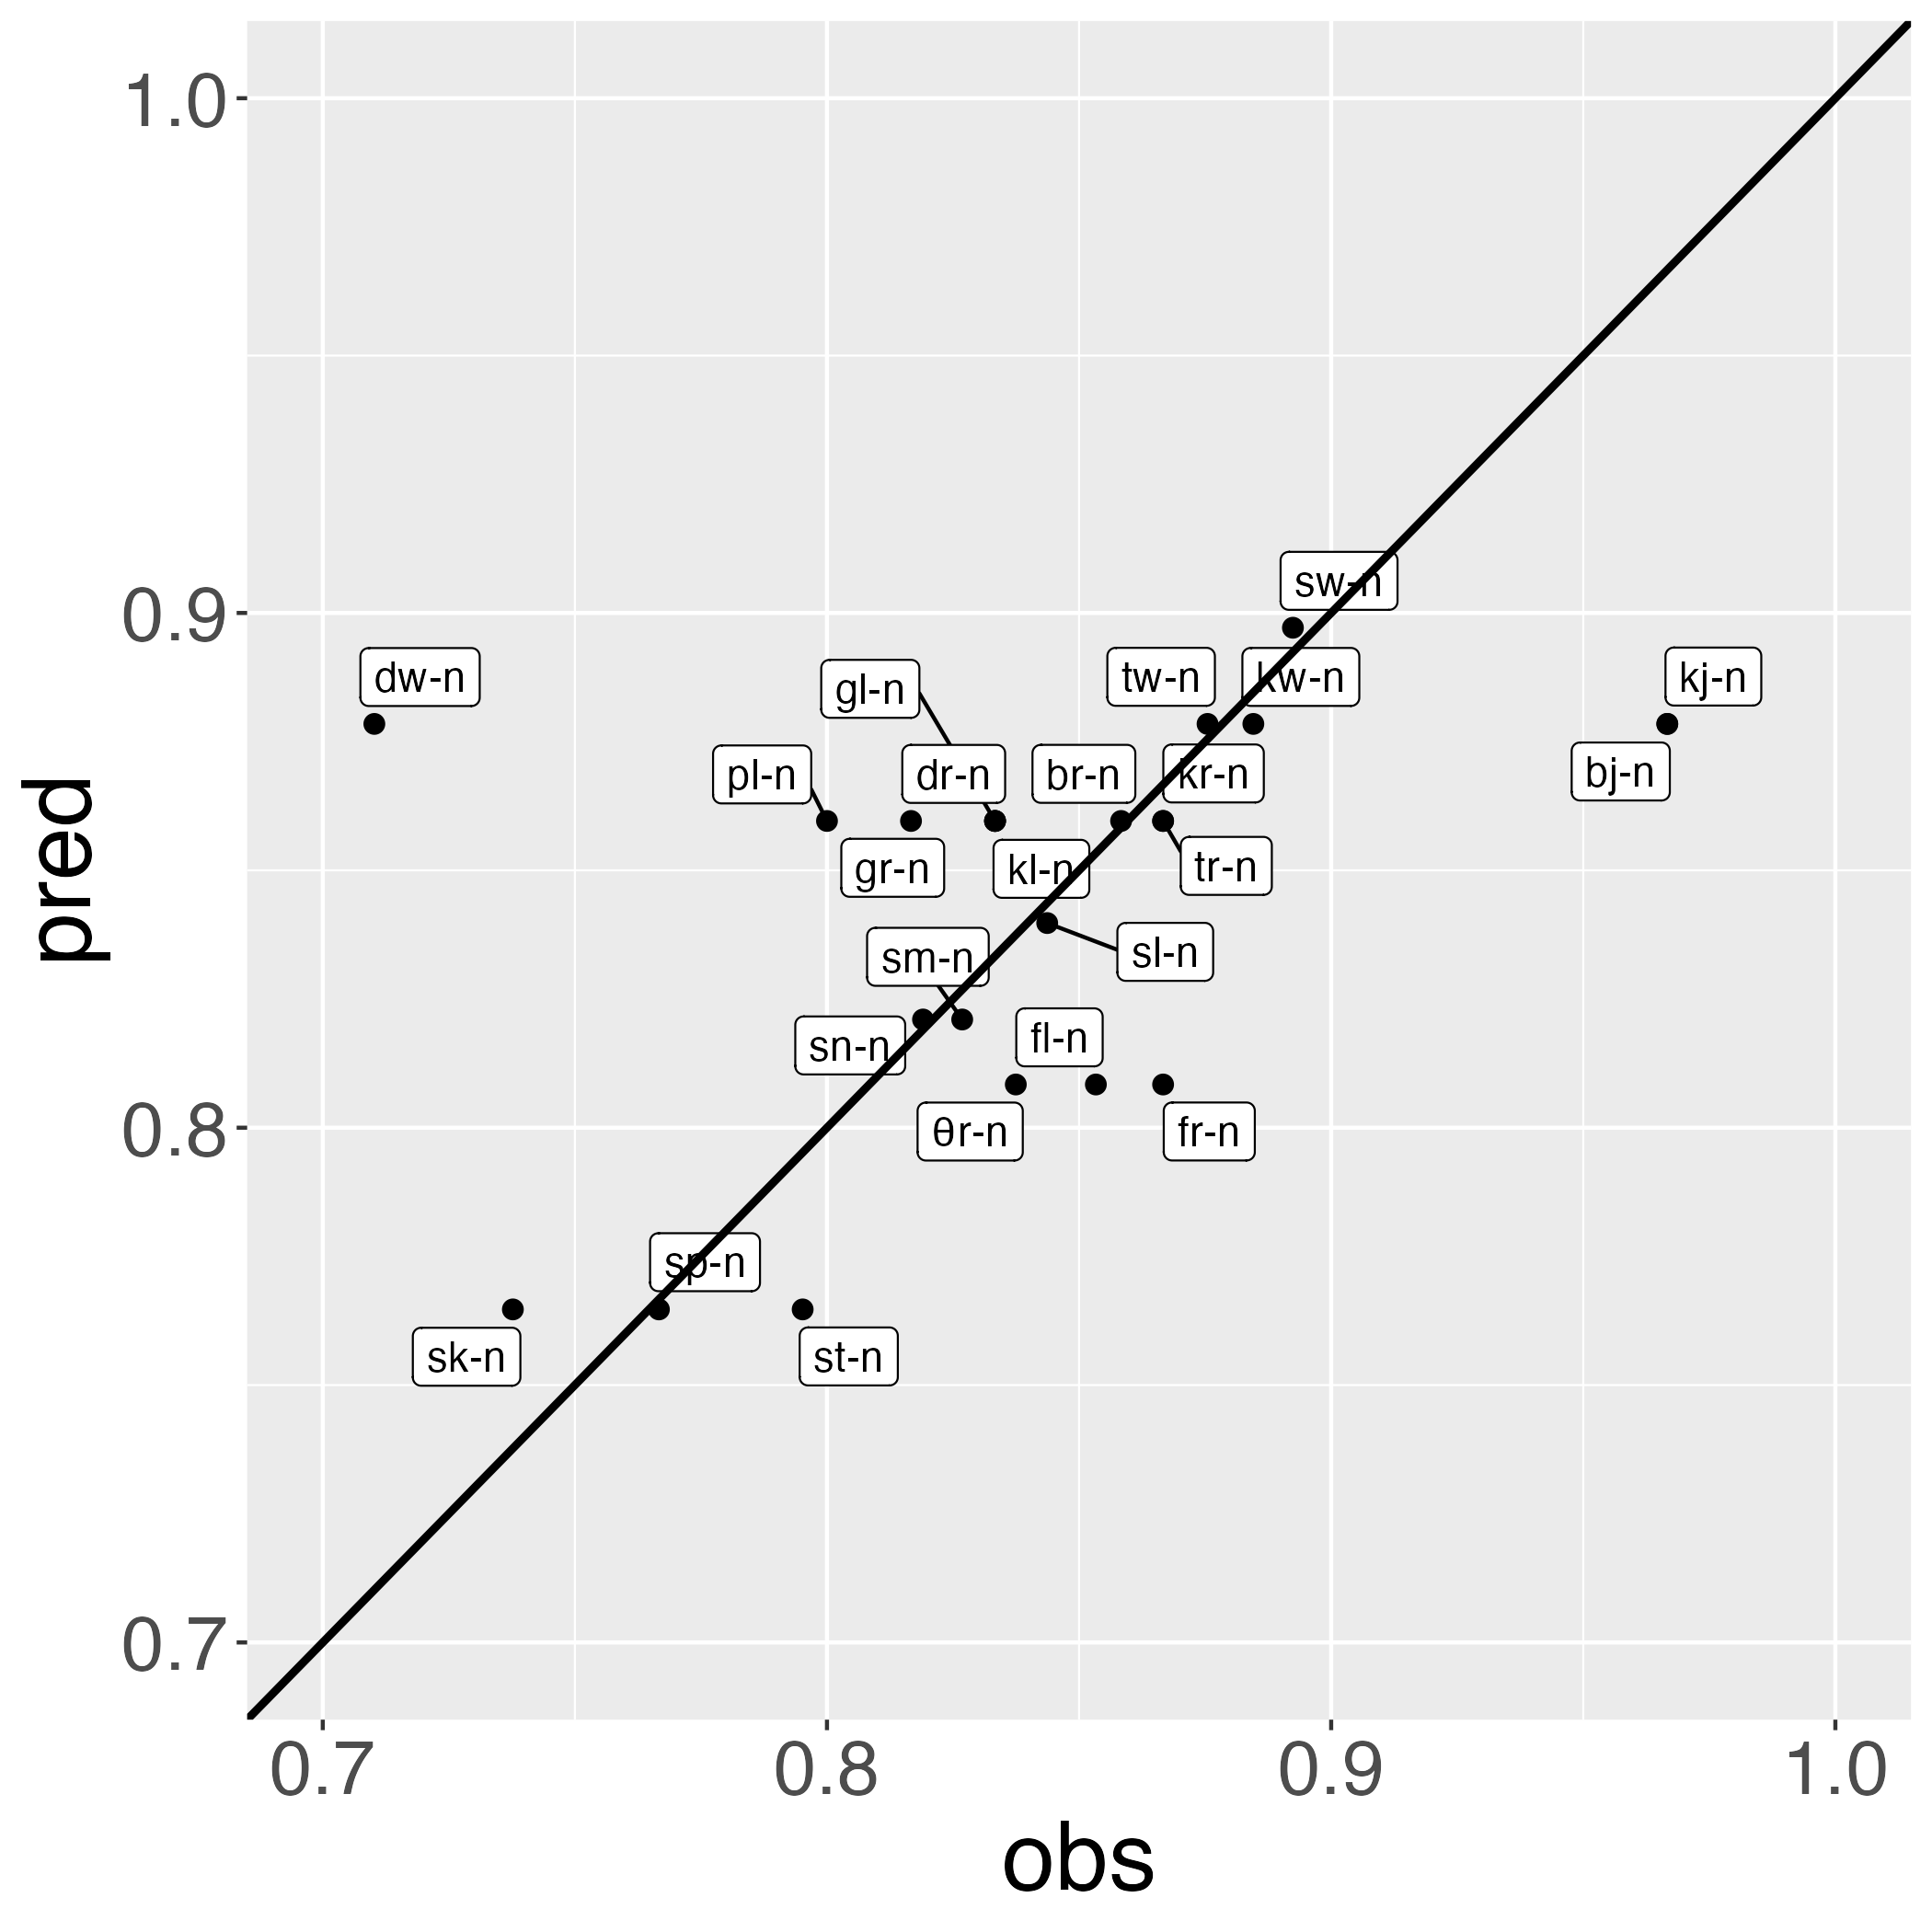 pred
1.0
0.9
0.8
0.7
sw-n
dw-n
gl-n
tw-n
kw-n
kj-n
pl-n
dr-n
br-n
kr-n
bj-n
gr-n
kl-n
tr-n
sm-n
sl-n
sn-n
fl-n
θr-n
fr-n
sp-n
sk-n
st-n
0.7
0.8
0.9
1.0
obs